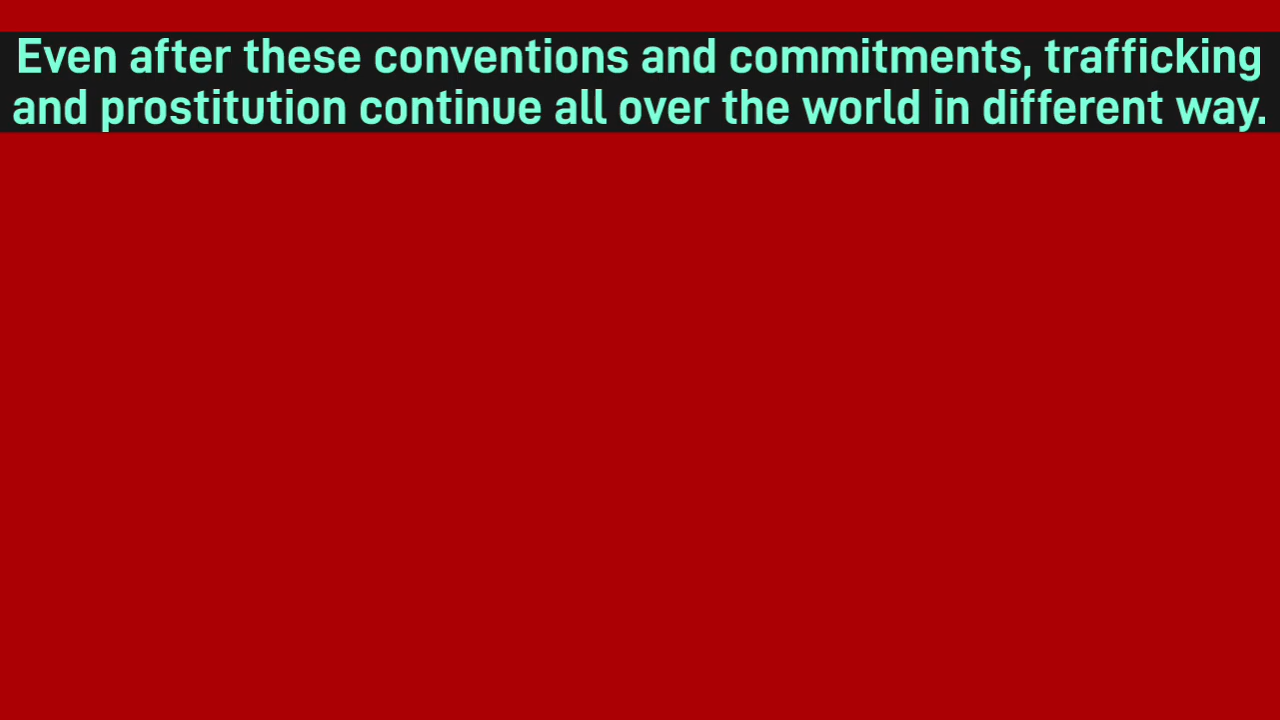 Even after these conventions and commitments, trafficking
and prostitution continue all over the world in different way.